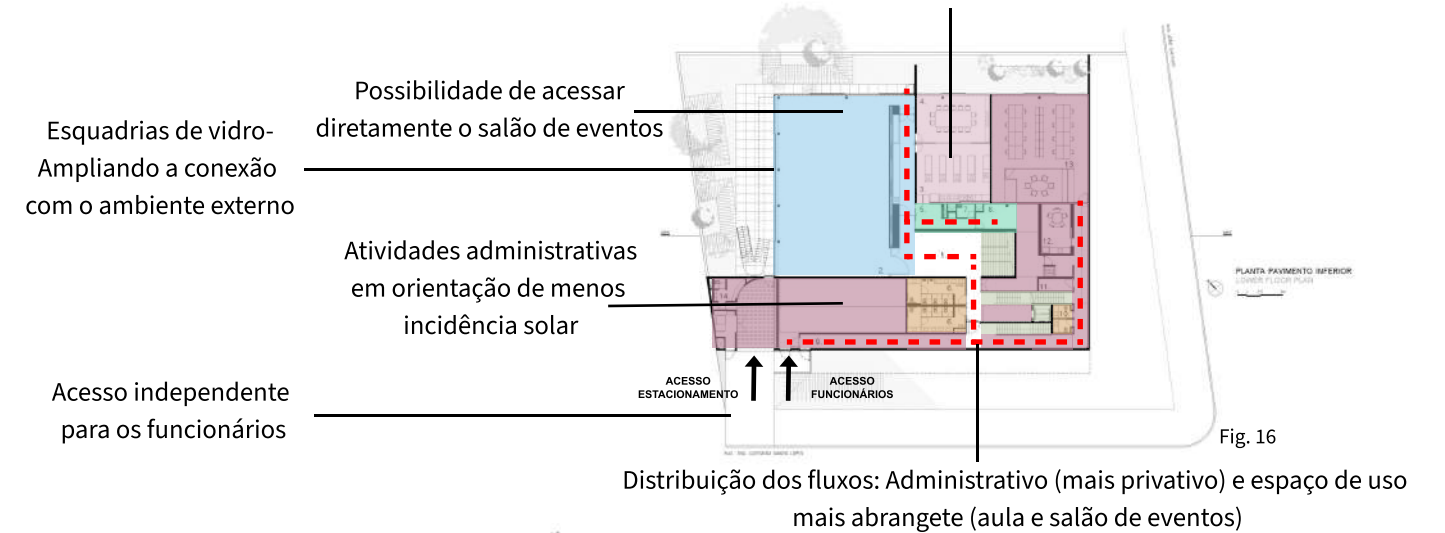 Possibilidade de acessar
diretamente o salão de eventos
Esquadrias de vidro-
Ampliando a conexão
com o ambiente externo
Atividades administrativas
em orientação de menos
incidência solar
Acesso independente
para os funcionários
ACESSO
ESTACIONAMENTO
ACESSO
FUNCIONÁRIOS
PLANTA PAVIMENTO INFERIOR
LOWER FLOOR PLAN
Fig. 16
Distribuição dos fluxos: Administrativo (mais privativo) e espaço de uso
mais abrangete (aula e salão de eventos)